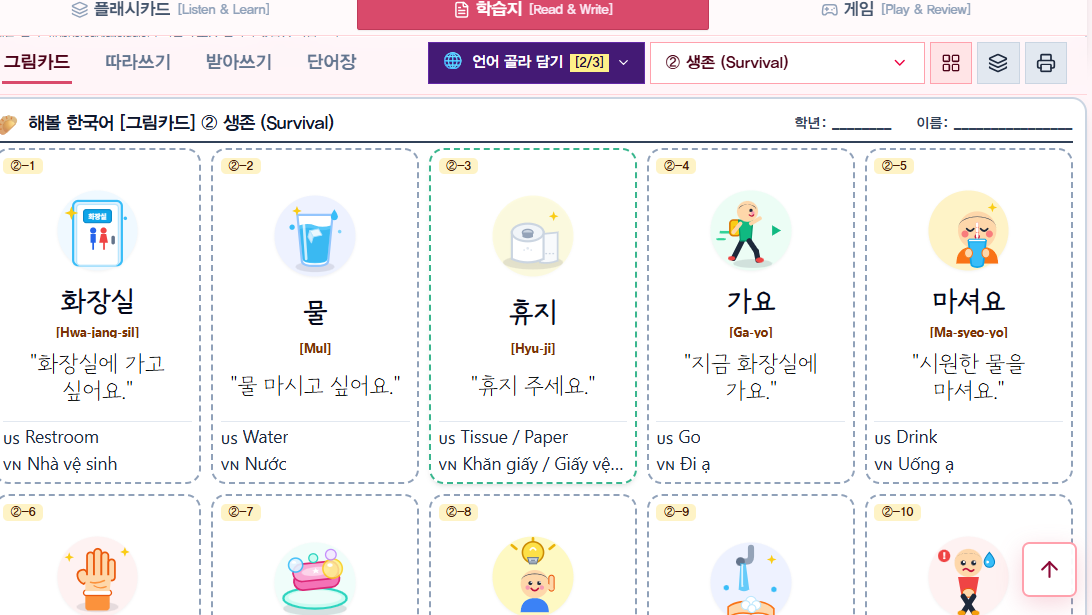 플래시카드 [Listen & Learn]
학습지 [Read & Write]
게임 [Play & Review]
그림카드 따라쓰기 받아쓰기 단어장
언어 골라 담기 [2/3]
② 생존 (Survival)
해볼 한국어 [그림카드] ② 생존 (Survival)
학년: ________ 이름: ________________
②-1
화장실
화장실
[Hwa-jang-sil]
"화장실에 가고
싶어요."
US Restroom
VN Nhà vệ sinh
②-2
물
[Mul]
"물 마시고 싶어요."
US Water
VN Nước
②-3
휴지
[Hyu-ji]
"휴지 주세요."
US Tissue / Paper
VN Khăn giấy / Giấy vệ...
②-4
가요
[Ga-yo]
"지금 화장실에
가요."
US Go
VN Đi ạ
②-5
마셔요
[Ma-syeo-yo]
"시원한 물을
마셔요."
US Drink
VN Uống ạ
②-6
②-7
②-8
②-9
②-10